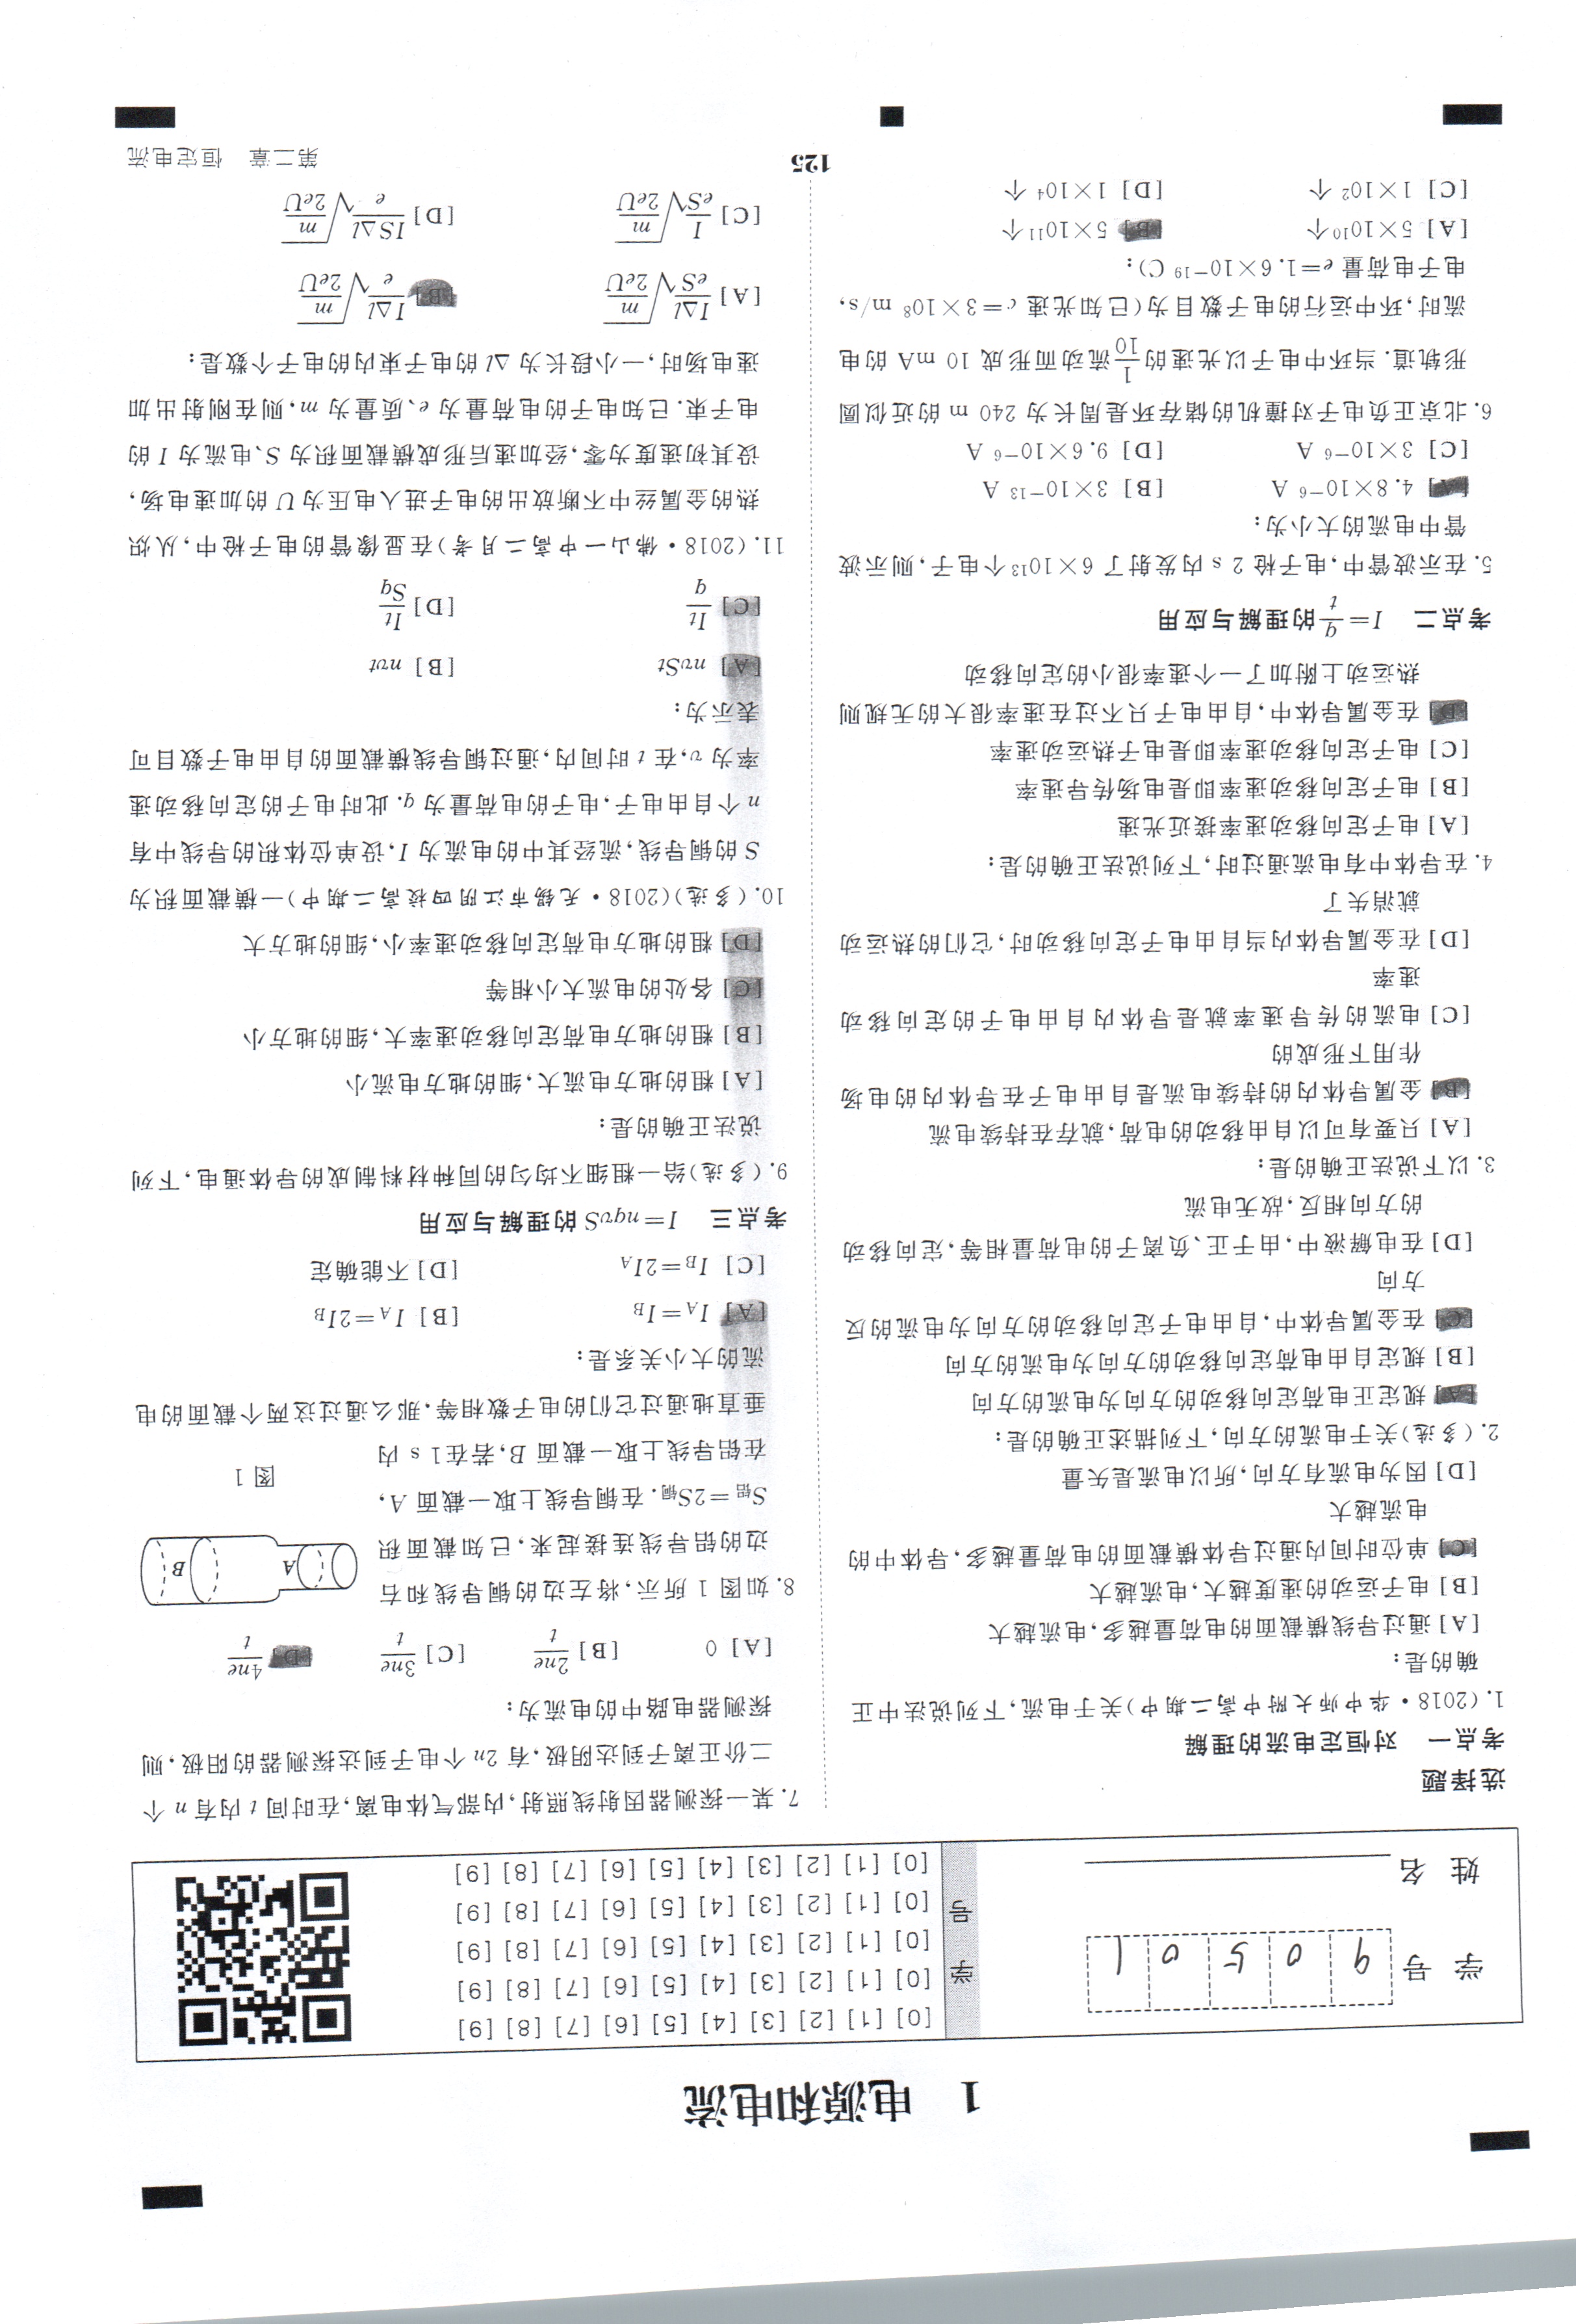 1 电源和电流
学 号 9 0 5 0 1
姓 名
学 号
[0] [1] [2] [3] [4] [5] [6] [7] [8] [9]
[0] [1] [2] [3] [4] [5] [6] [7] [8] [9]
[0] [1] [2] [3] [4] [5] [6] [7] [8] [9]
[0] [1] [2] [3] [4] [5] [6] [7] [8] [9]
[0] [1] [2] [3] [4] [5] [6] [7] [8] [9]
选择题
考点一 对恒定电流的理解
1. (2018·华中师大附中高二期中)关于电流,下列说法中正
确的是:
[A] 通过导线横截面的电荷量越多,电流越大
[B] 电子运动的速度越大,电流越大
[C] 单位时间内通过导体横截面的电荷量越多,导体中的
电流越大
[D] 因为电流有方向,所以电流是矢量
2. (多选)关于电流的方向,下列描述正确的是:
[A] 规定正电荷定向移动的方向为电流的方向
[B] 规定自由电荷定向移动的方向为电流的方向
[C] 在金属导体中,自由电子定向移动的方向为电流的反
方向
[D] 在电解液中,由于正、负离子的电荷量相等,定向移动
的方向相反,故无电流
3. 以下说法正确的是:
[A] 只要有可以自由移动的电荷,就存在持续电流
[B] 金属导体内的持续电流是自由电子在导体内的电场
作用下形成的
[C] 电流的传导速率就是导体内自由电子的定向移动
速率
[D] 在金属导体内当自由电子定向移动时,它们的热运动
就消失了
4. 在导体中有电流通过时,下列说法正确的是:
[A] 电子定向移动速率接近光速
[B] 电子定向移动速率即是电场传导速率
[C] 电子定向移动速率即是电子热运动速率
[D] 在金属导体中,自由电子只不过在速率很大的无规则
热运动上附加了一个速率很小的定向移动
考点二 I=q/t的理解与应用
5. 在示波管中,电子枪 2 s 内发射了 6×10¹³个电子,则示波
管中电流的大小为:
[A] 4.8×10⁻⁶ A [B] 3×10⁻¹³ A
[C] 3×10⁻⁶ A [D] 9.6×10⁻⁶ A
6. 北京正负电子对撞机的储存环是周长为 240 m 的近似圆
形轨道.当环中电子以光速的1/10流动而形成 10 mA 的电
流时,环中运行的电子数目为(已知光速 c=3×10⁸ m/s,
电子电荷量 e=1.6×10⁻¹⁹ C):
[A] 5×10¹⁰个 [B] 5×10¹¹个
[C] 1×10²个 [D] 1×10⁴个
7. 某一探测器因射线照射,内部气体电离,在时间 t 内有 n 个
二价正离子到达阴极,有 2n 个电子到达探测器的阳极,则
探测器电路中的电流为:
[A] 0 [B] 2ne/t [C] 3ne/t [D] 4ne/t
8. 如图 1 所示,将左边的铜导线和右
边的铝导线连接起来,已知截面积
S铝=2S铜.在铜导线上取一截面 A,
在铝导线上取一截面 B,若在1 s 内
垂直地通过它们的电子数相等,那么通过这两个截面的电
流的大小关系是:
A B
图 1
[A] I_A=I_B [B] I_A=2I_B
[C] I_B=2I_A [D] 不能确定
考点三 I=nqvS 的理解与应用
9. (多选)给一粗细不均匀的同种材料制成的导体通电,下列
说法正确的是:
[A] 粗的地方电流大,细的地方电流小
[B] 粗的地方电荷定向移动速率大,细的地方小
[C] 各处的电流大小相等
[D] 粗的地方电荷定向移动速率小,细的地方大
10. (多选)(2018·无锡市江阴四校高二期中)一横截面积为
S 的铜导线,流经其中的电流为 I,设单位体积的导线中有
n 个自由电子,电子的电荷量为 q.此时电子的定向移动速
率为 v,在 t 时间内,通过铜导线横截面的自由电子数目可
表示为:
[A] nvSt [B] nvt
[C] It/q [D] It/Sq
11. (2018·佛山一中高二月考)在显像管的电子枪中,从炽
热的金属丝中不断放出的电子进入电压为 U 的加速电场,
设其初速度为零,经加速后形成横截面积为 S、电流为 I 的
电子束.已知电子的电荷量为 e、质量为 m,则在刚射出加
速电场时,一小段长为 Δl 的电子束内的电子个数是:
[A] IΔl/eS √(m/2eU) [B] IΔl/e √(m/2eU)
[C] I/eS √(m/2eU) [D] ISΔl/e √(m/2eU)
125
第二章 恒定电流